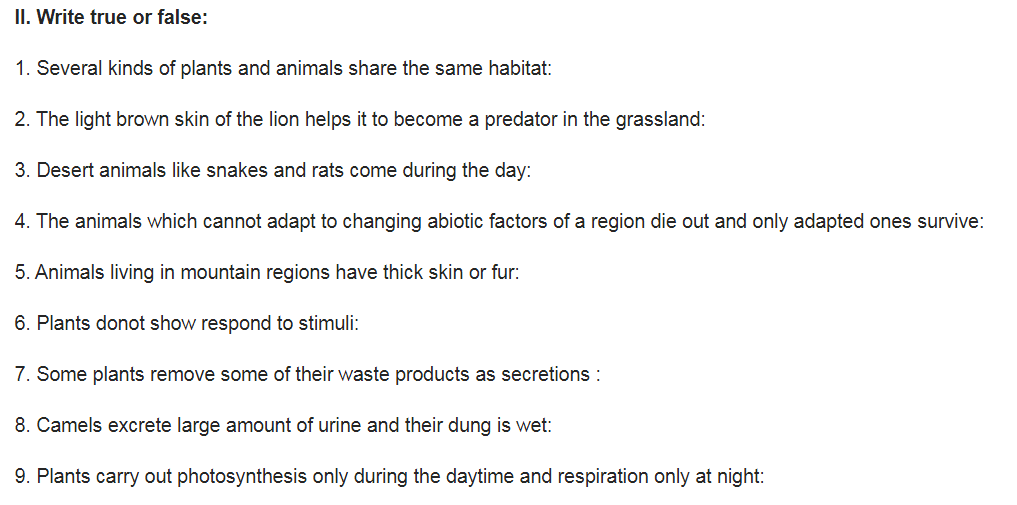 II. Write true or false:
1. Several kinds of plants and animals share the same habitat:
2. The light brown skin of the lion helps it to become a predator in the grassland:
3. Desert animals like snakes and rats come during the day:
4. The animals which cannot adapt to changing abiotic factors of a region die out and only adapted ones survive:
5. Animals living in mountain regions have thick skin or fur:
6. Plants donot show respond to stimuli:
7. Some plants remove some of their waste products as secretions :
8. Camels excrete large amount of urine and their dung is wet:
9. Plants carry out photosynthesis only during the daytime and respiration only at night: